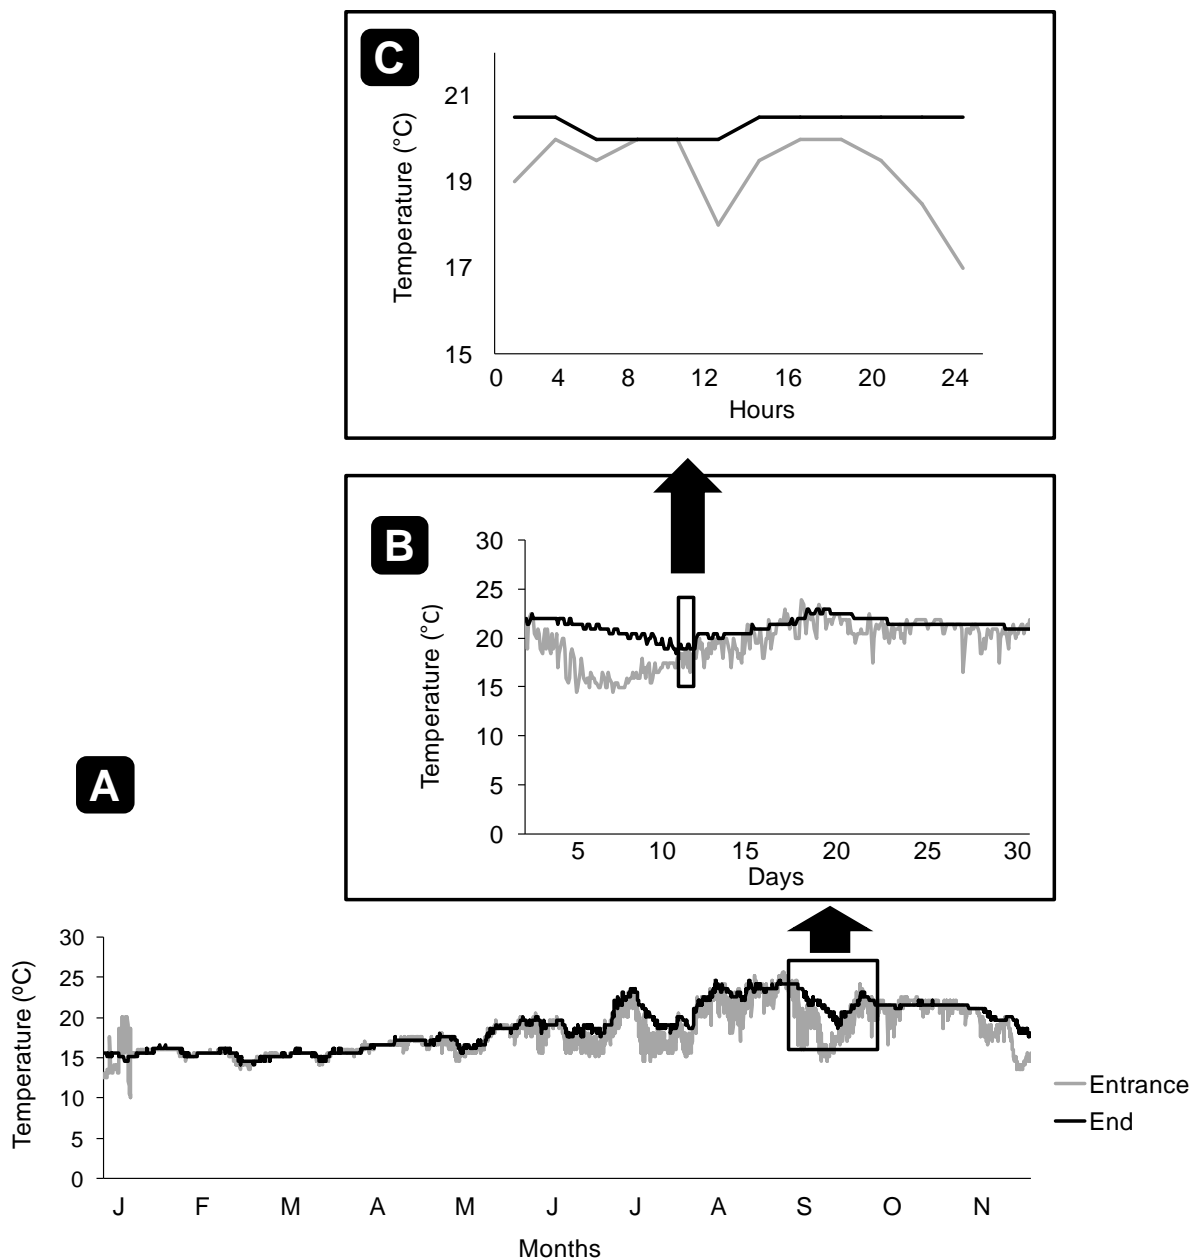 C
Temperature (°C)
21
19
17
15
0 4 8 12 16 20 24
Hours
B
Temperature (°C)
30
25
20
15
10
5
0
5 10 15 20 25 30
Days
A
Temperature (ºC)
30
25
20
15
10
5
0
J F M A M J J A S O N
Months
Entrance
End